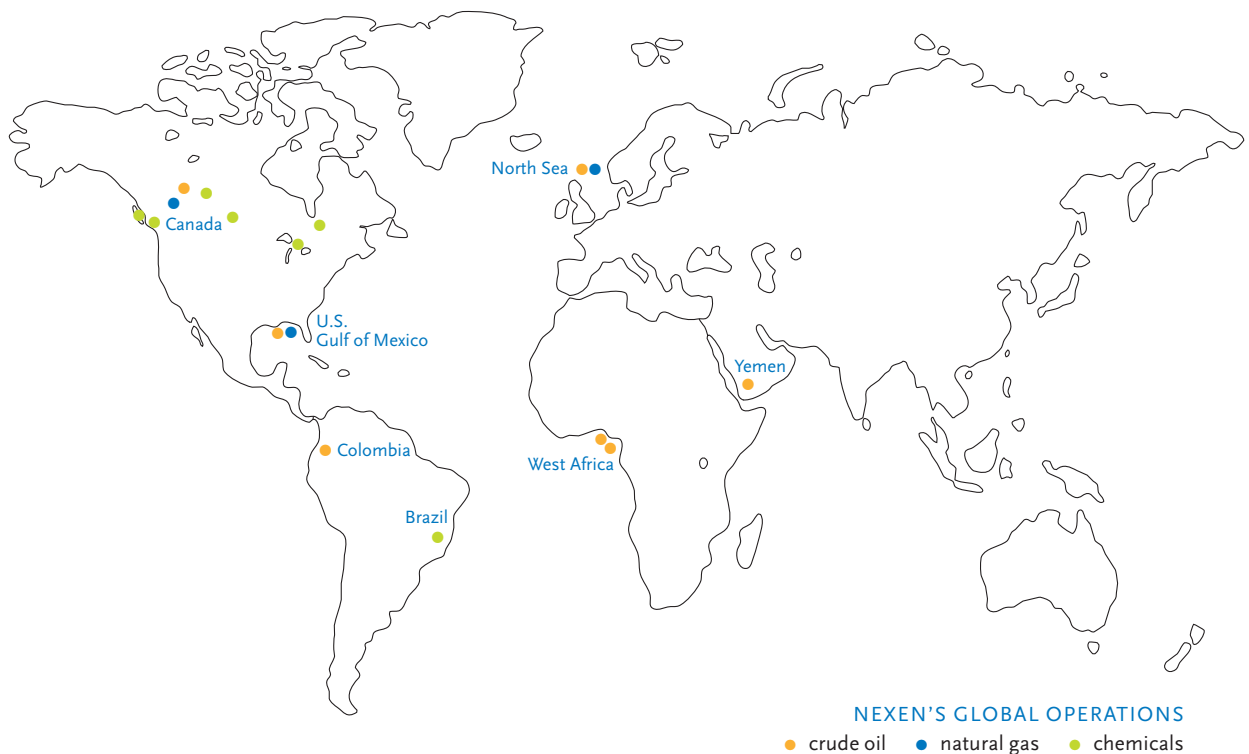 North Sea
Canada
U.S.
Gulf of Mexico
Yemen
Colombia
West Africa
Brazil
NEXEN'S GLOBAL OPERATIONS
crude oil natural gas chemicals